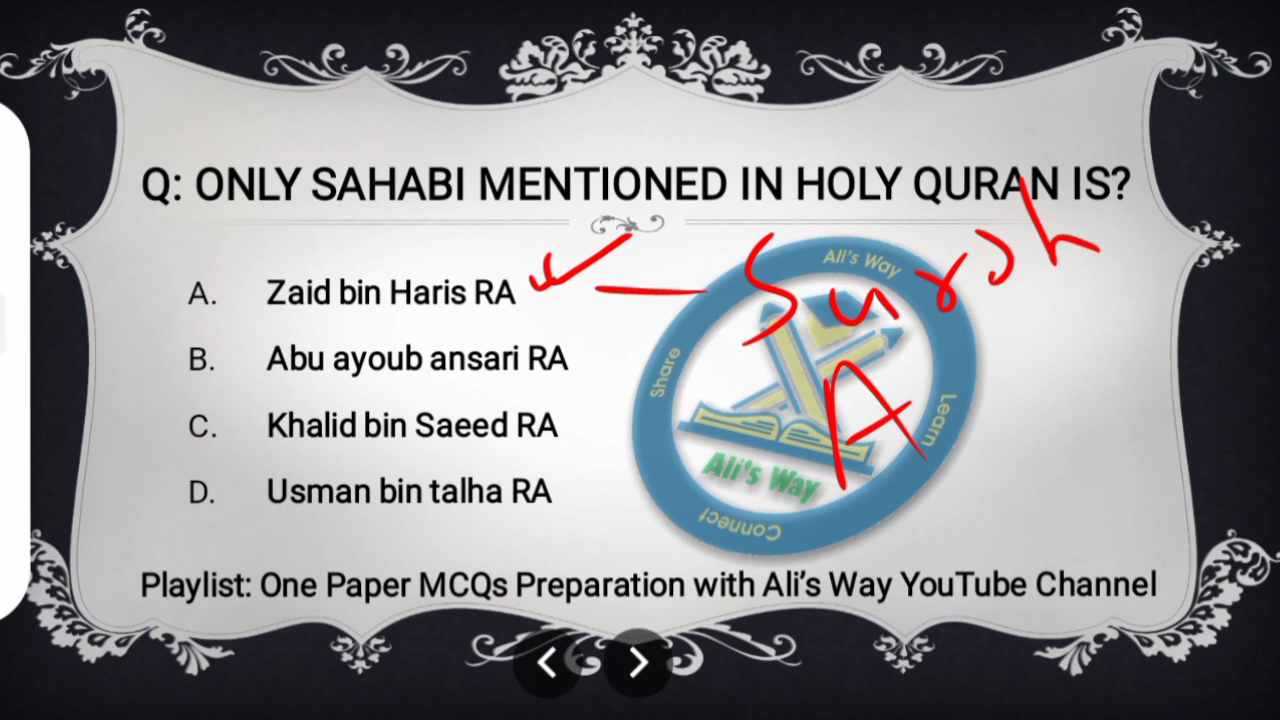 Q: ONLY SAHABI MENTIONED IN HOLY QURAN IS?
A. Zaid bin Haris RA
B. Abu ayoub ansari RA
C. Khalid bin Saeed RA
D. Usman bin talha RA
Surah
A
Ali's Way
Share
Learn
Connect
Ali's Way
Playlist: One Paper MCQs Preparation with Ali's Way YouTube Channel